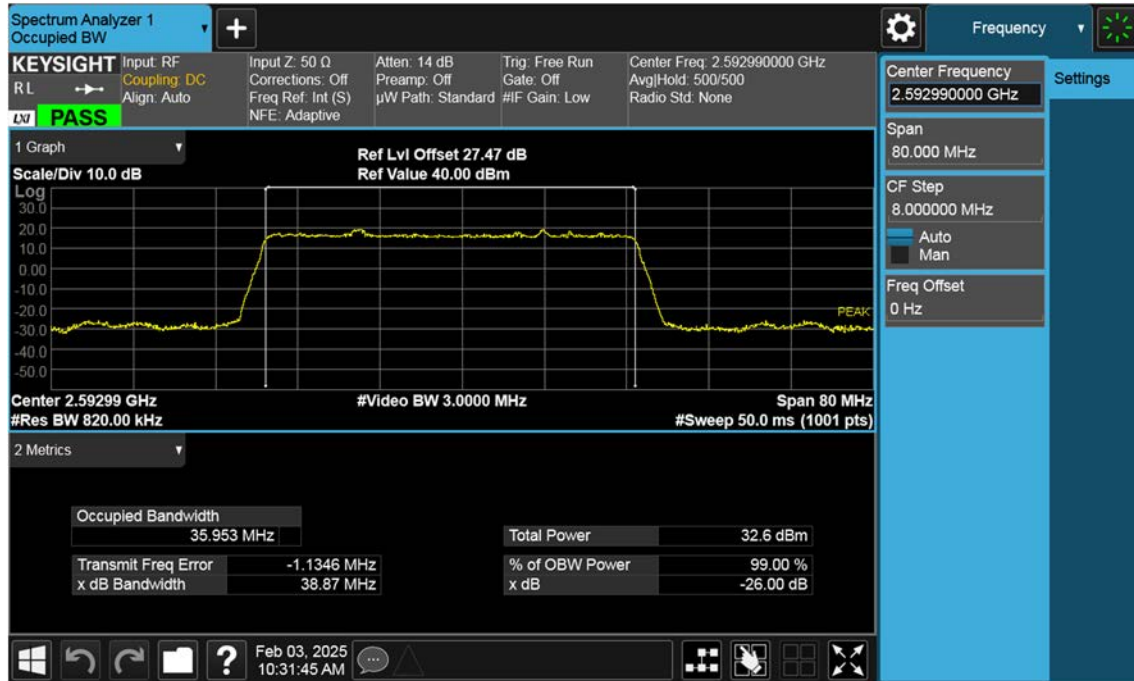 Spectrum Analyzer 1
Occupied BW
+
Frequency
KEYSIGHT
R L
LXI PASS
Input: RF
Coupling: DC
Align: Auto
Input Z: 50 Ω
Corrections: Off
Freq Ref: Int (S)
NFE: Adaptive
Atten: 14 dB
Preamp: Off
µW Path: Standard
Trig: Free Run
Gate: Off
#IF Gain: Low
Center Freq: 2.592990000 GHz
Avg|Hold: 500/500
Radio Std: None
Center Frequency
2.592990000 GHz
Settings
Span
80.000 MHz
CF Step
8.000000 MHz
Auto
Man
Freq Offset
0 Hz
1 Graph
Scale/Div 10.0 dB
Ref Lvl Offset 27.47 dB
Ref Value 40.00 dBm
Log
30.0
20.0
10.0
0.00
-10.0
-20.0
-30.0
-40.0
-50.0
PEAK
Center 2.59299 GHz
#Video BW 3.0000 MHz
Span 80 MHz
#Res BW 820.00 kHz
#Sweep 50.0 ms (1001 pts)
2 Metrics
Occupied Bandwidth
35.953 MHz
Total Power 32.6 dBm
Transmit Freq Error -1.1346 MHz
% of OBW Power 99.00 %
x dB Bandwidth 38.87 MHz
x dB -26.00 dB
?
Feb 03, 2025
10:31:45 AM